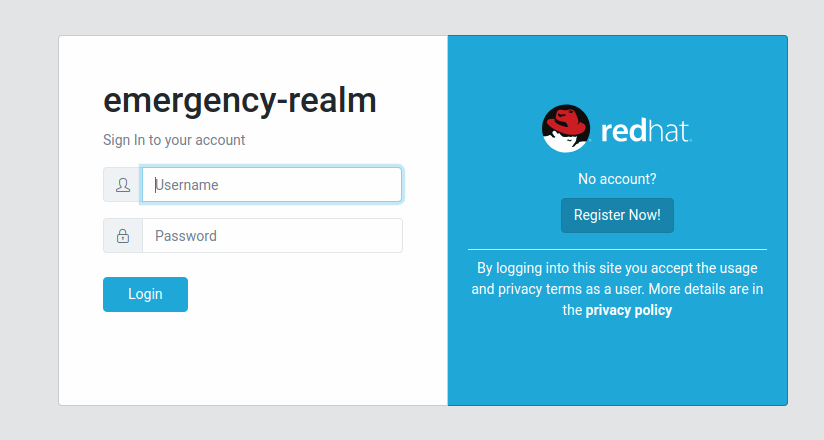 emergency-realm
Sign In to your account
Username
Password
Login
redhat.
No account?
Register Now!
By logging into this site you accept the usage
and privacy terms as a user. More details are in
the privacy policy